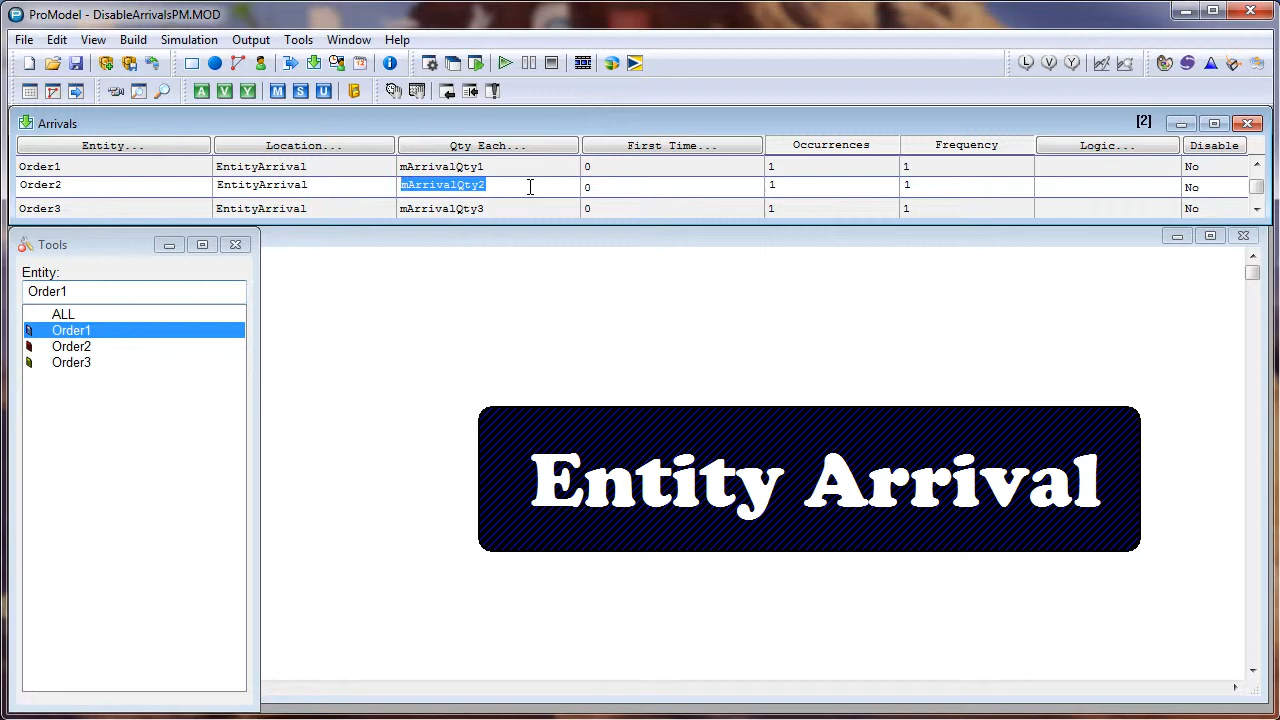 ProModel - DisableArrivalsPM.MOD
File Edit View Build Simulation Output Tools Window Help
A V Y M S U
L V Y
Arrivals [2]
Entity... Location... Qty Each... First Time... Occurrences Frequency Logic... Disable
Order1 EntityArrival mArrivalQty1 0 1 1 No
Order2 EntityArrival mArrivalQty2 0 1 1 No
Order3 EntityArrival mArrivalQty3 0 1 1 No
Tools
Entity:
Order1
ALL
Order1
Order2
Order3
Entity Arrival